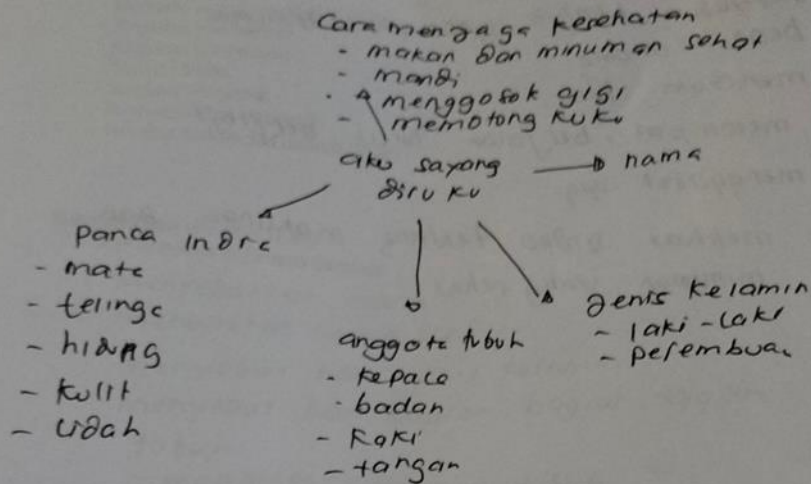 Cara menjaga kesehatan
- makan dan minuman sehat
- mandi
- menggosok gigi
- memotong kuku
aku sayang
diriku
nama
Panca indra
- mata
- telinga
- hidung
- kulit
- lidah
anggota tubuh
- kepala
- badan
- kaki
- tangan
Jenis kelamin
- laki-laki
- perempuan